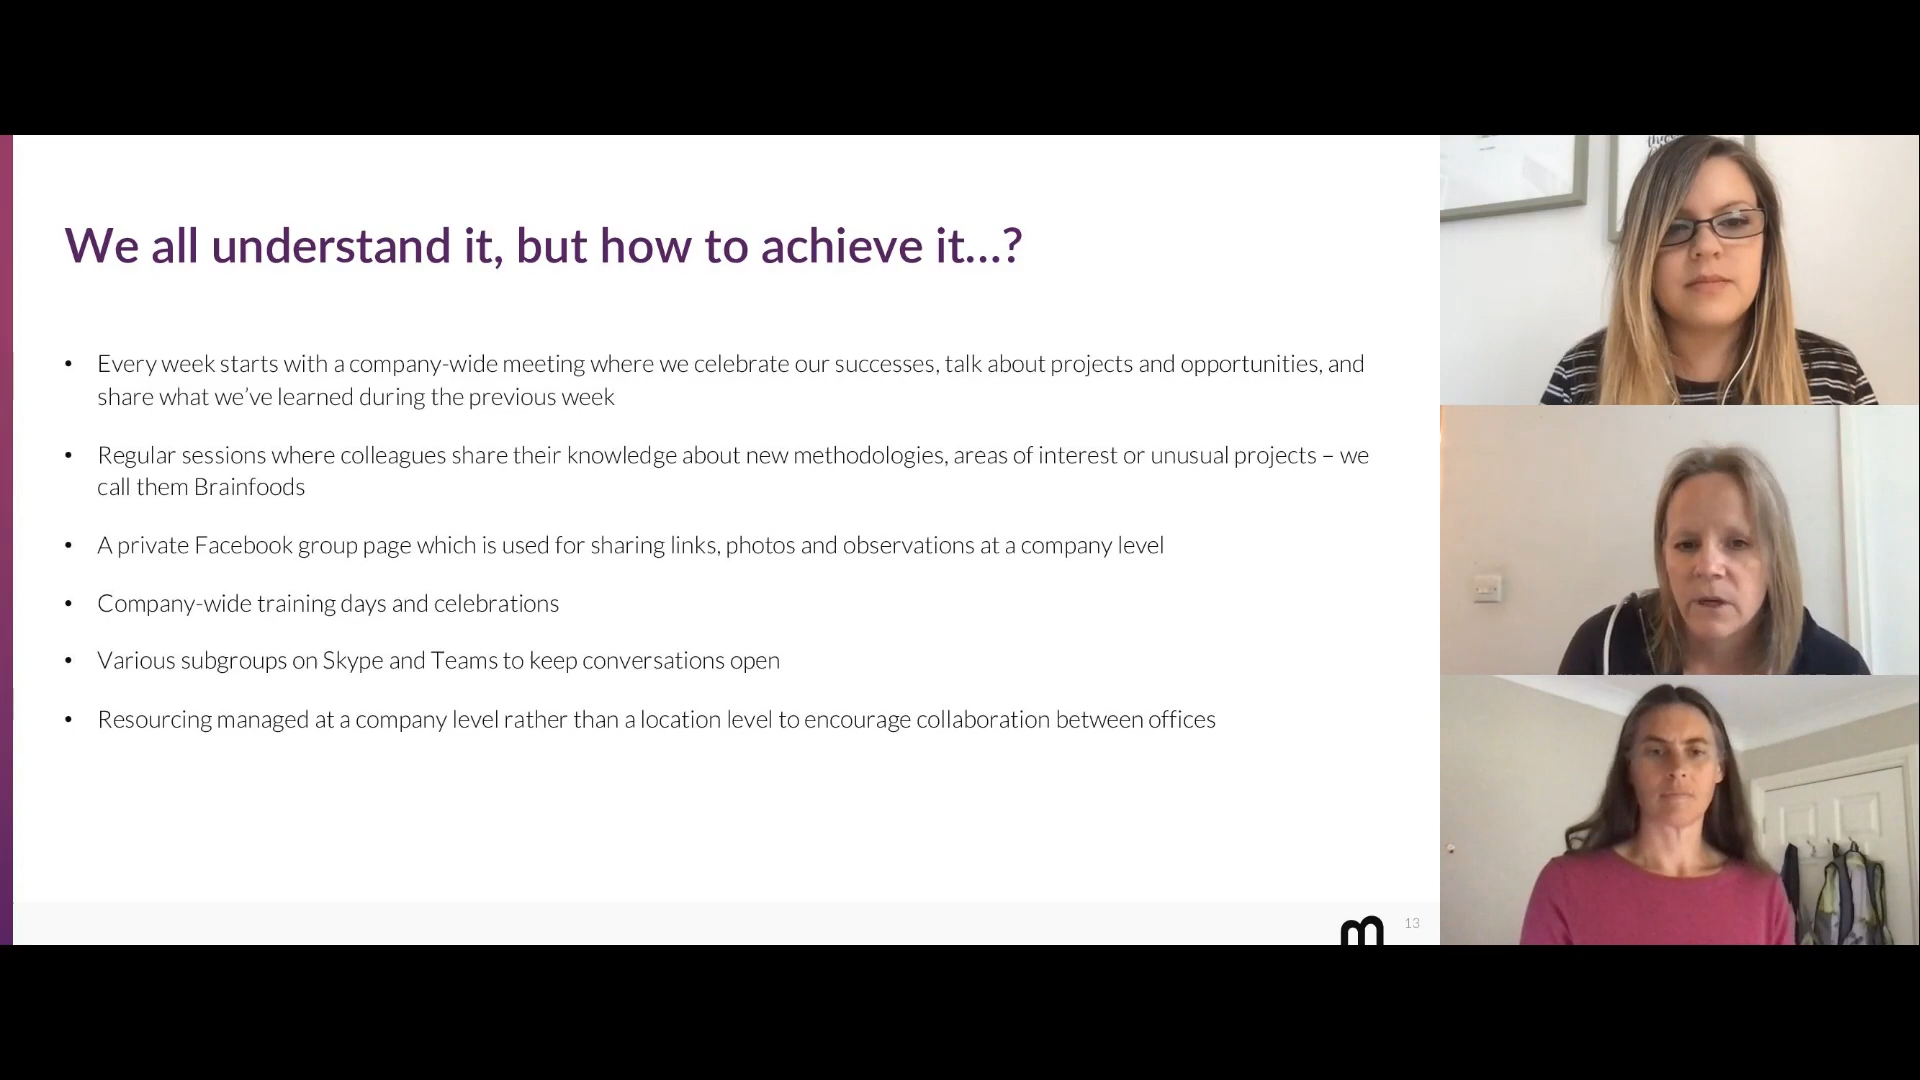 We all understand it, but how to achieve it...?
• Every week starts with a company-wide meeting where we celebrate our successes, talk about projects and opportunities, and
share what we’ve learned during the previous week
• Regular sessions where colleagues share their knowledge about new methodologies, areas of interest or unusual projects – we
call them Brainfoods
• A private Facebook group page which is used for sharing links, photos and observations at a company level
• Company-wide training days and celebrations
• Various subgroups on Skype and Teams to keep conversations open
• Resourcing managed at a company level rather than a location level to encourage collaboration between offices
m
13